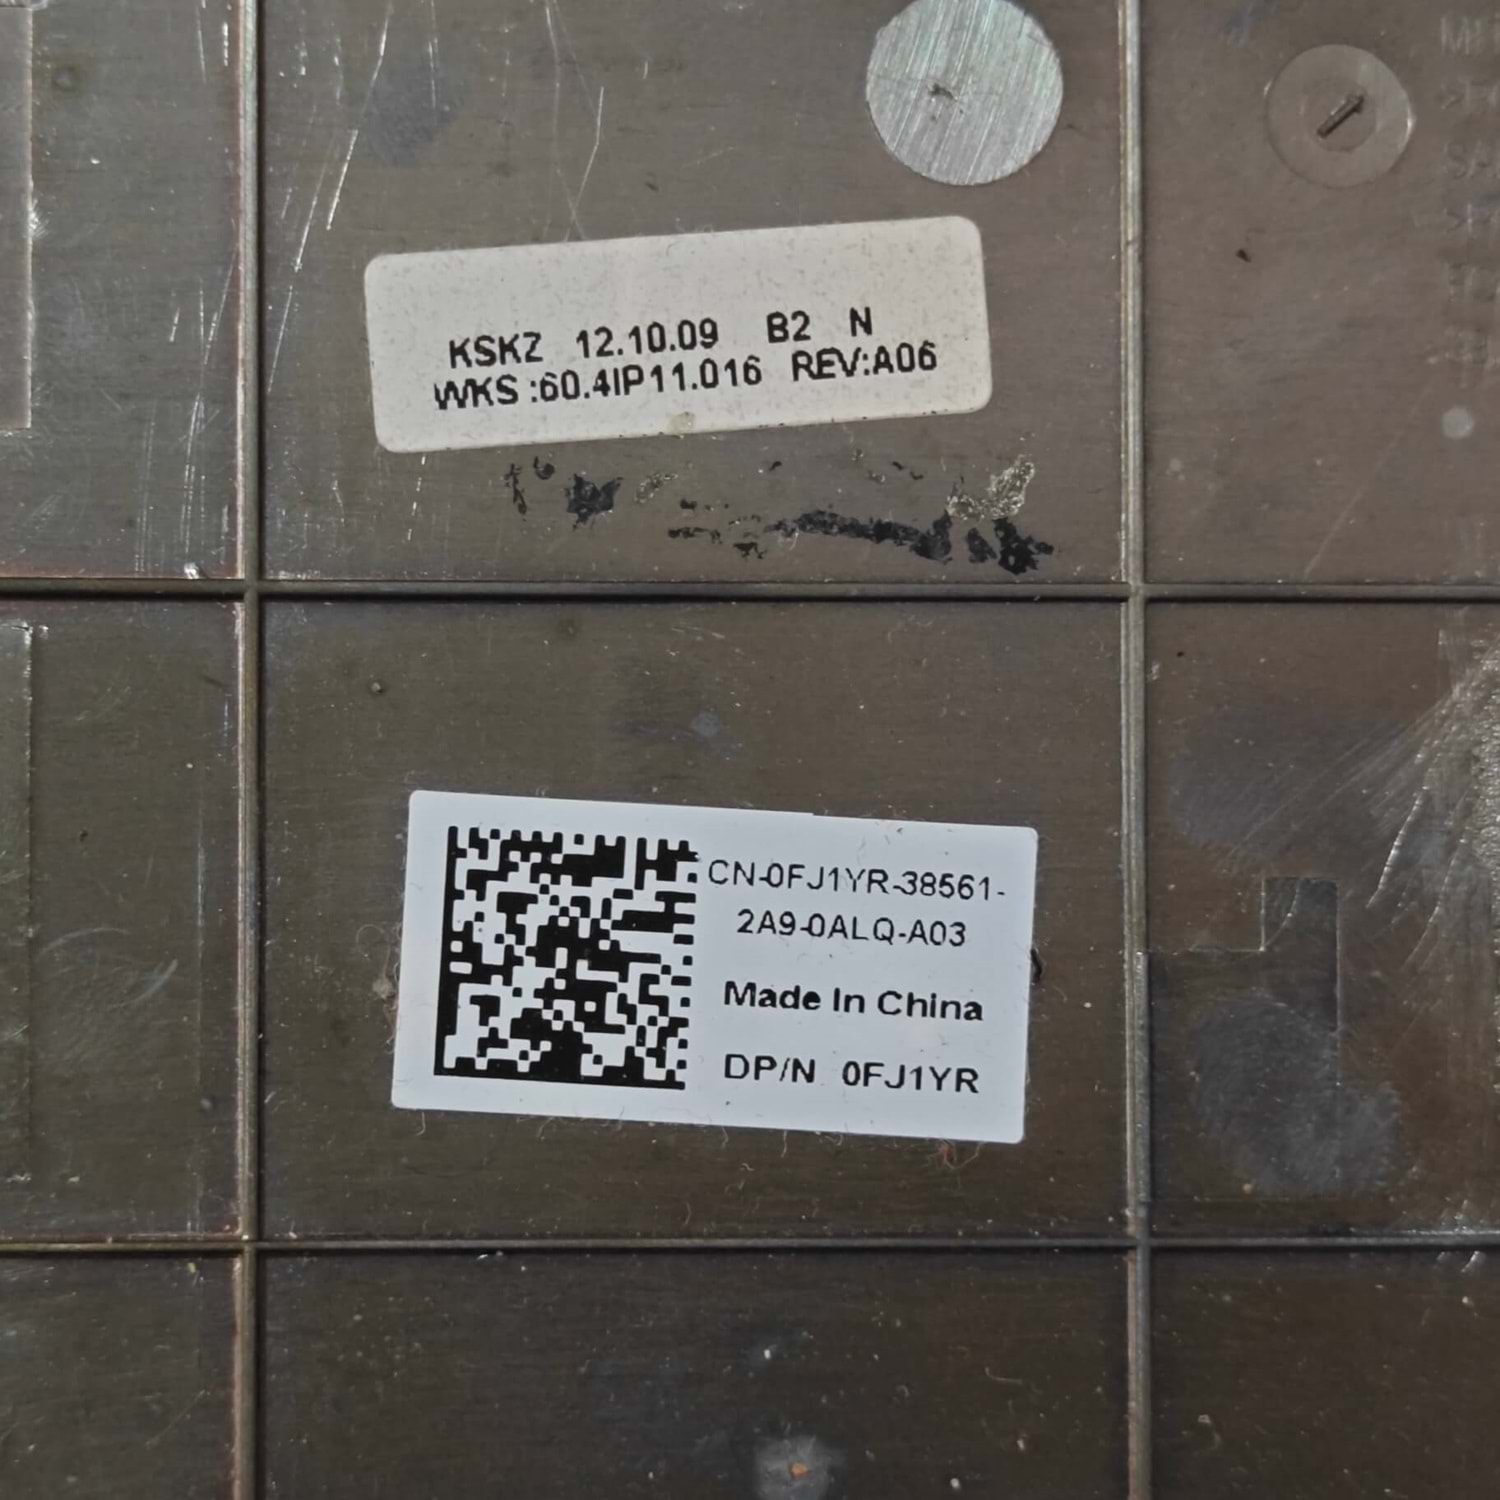 KSKZ 12.10.09 B2 N
WKS :60.4IP11.016 REV:A06
CN-0FJ1YR-38561-
2A9-0ALQ-A03
Made In China
DP/N 0FJ1YR